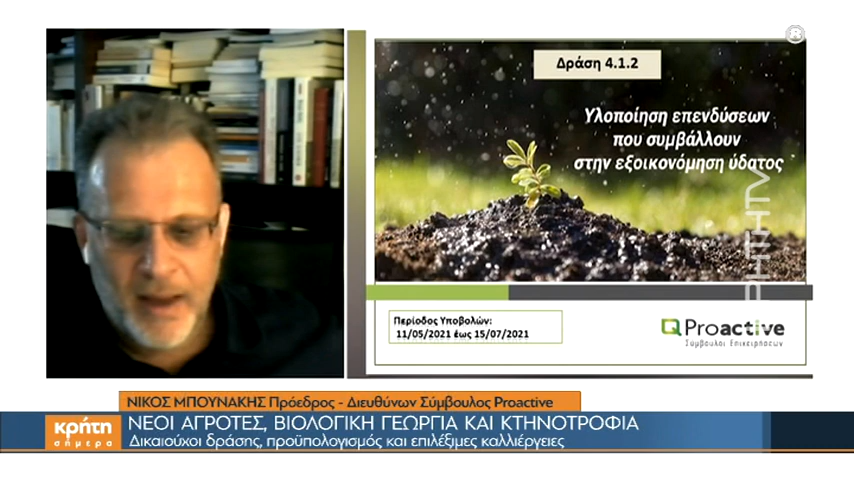 Δράση 4.1.2
Υλοποίηση επενδύσεων
που συμβάλλουν
στην εξοικονόμηση ύδατος
Περίοδος Υποβολών:
11/05/2021 έως 15/07/2021
Proactive
Σύμβουλοι Επιχειρήσεων
ΚΡΗΤΗ TV
ΝΙΚΟΣ ΜΠΟΥΝΑΚΗΣ Πρόεδρος - Διευθύνων Σύμβουλος Proactive
κρήτη
σήμερα
ΝΕΟΙ ΑΓΡΟΤΕΣ, ΒΙΟΛΟΓΙΚΗ ΓΕΩΡΓΙΑ ΚΑΙ ΚΤΗΝΟΤΡΟΦΙΑ
Δικαιούχοι δράσης, προϋπολογισμός και επιλέξιμες καλλιέργειες